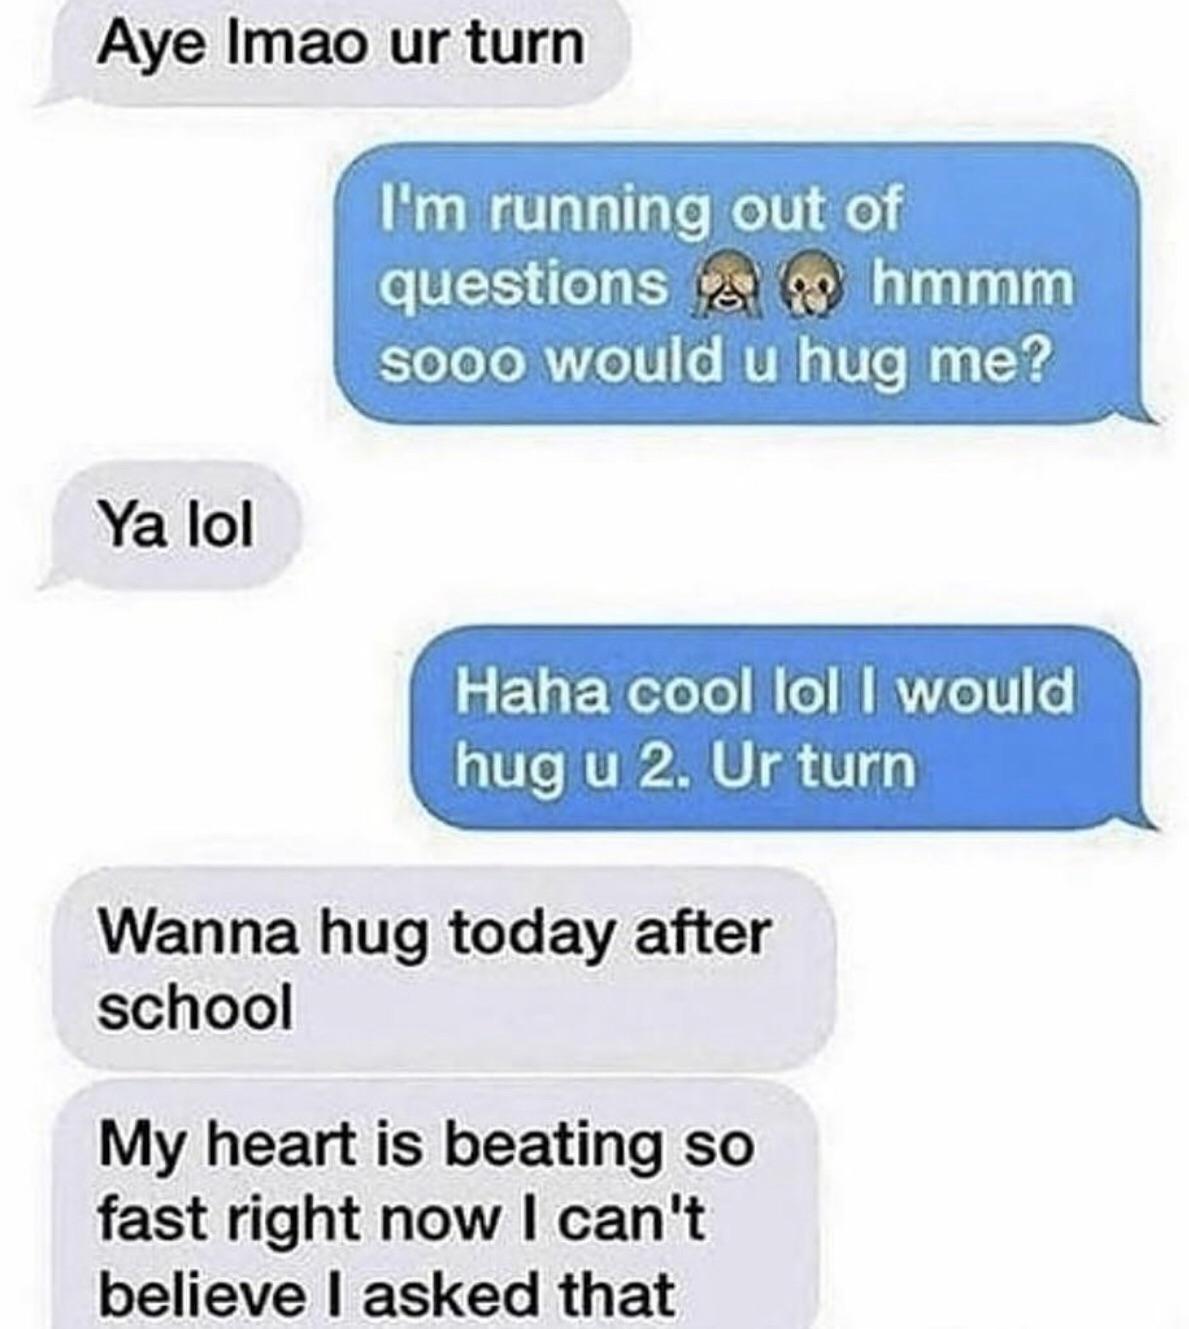 Aye lmao ur turn
I'm running out of
questions 🙈 🙊 hmmm
sooo would u hug me?
Ya lol
Haha cool lol I would
hug u 2. Ur turn
Wanna hug today after
school
My heart is beating so
fast right now I can't
believe I asked that